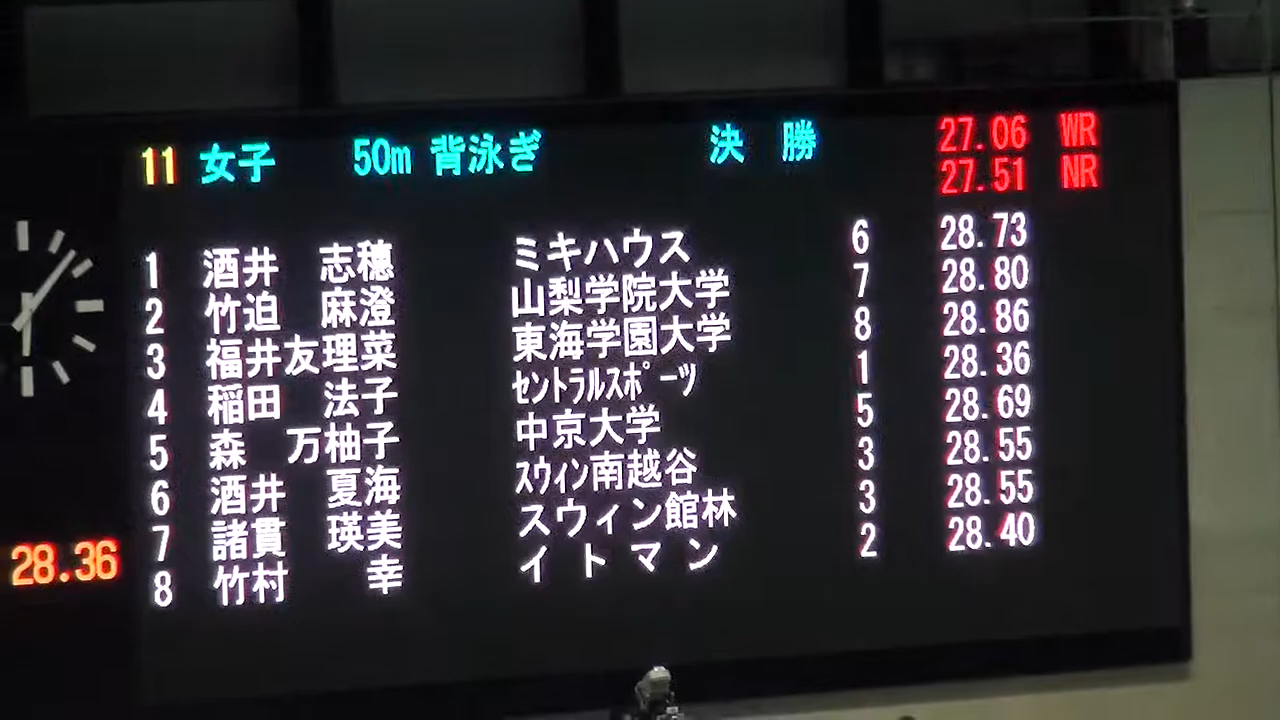 11 女子 50m 背泳ぎ 決勝 27.06 WR
27.51 NR
1 酒井 志穂 ミキハウス 6 28.73
2 竹迫 麻澄 山梨学院大学 7 28.80
3 福井友理菜 東海学園大学 8 28.86
4 稲田 法子 セントラルスポーツ 1 28.36
5 森 万柚子 中京大学 5 28.69
6 酒井 夏海 スウィン南越谷 3 28.55
7 諸貫 瑛美 スウィン館林 3 28.55
8 竹村 幸 イトマン 2 28.40
28.36